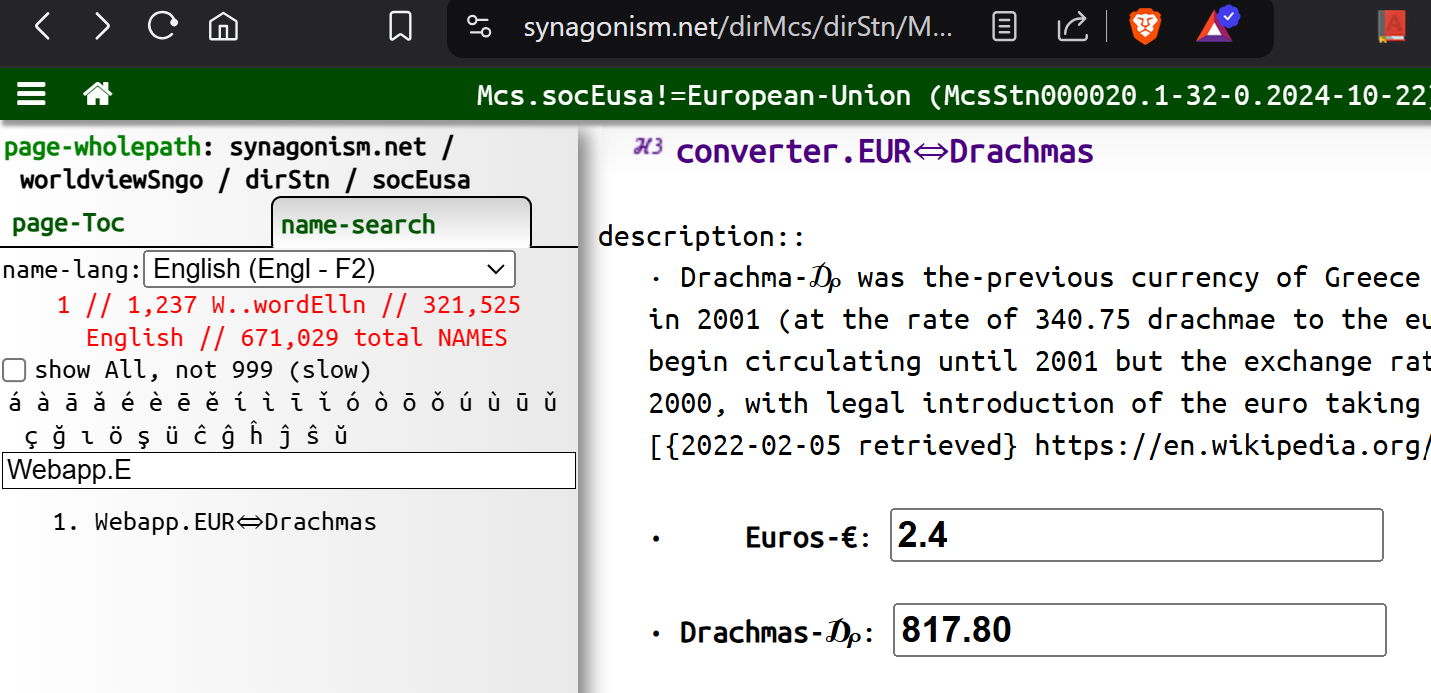 synagonism.net/dirMcs/dirStn/M...
Mcs.socEusa!=European-Union (McsStn000020.1-32-0.2024-10-22)
page-wholepath: synagonism.net /
worldviewSngo / dirStn / socEusa
page-Toc
name-search
name-lang: English (Engl - F2)
1 // 1,237 W..wordElln // 321,525
English // 671,029 total NAMES
show All, not 999 (slow)
á à ā ǎ é è ē ě í ì ī ǐ ó ò ō ǒ ú ù ū ǔ
ç ğ ι ö ş ü ĉ ĝ ĥ ĵ ŝ ŭ
Webapp.E
1. Webapp.EUR⇔Drachmas
H3 converter.EUR⇔Drachmas
description::
· Drachma-₯ was the-previous currency of Greece
in 2001 (at the rate of 340.75 drachmae to the eu
begin circulating until 2001 but the exchange rat
2000, with legal introduction of the euro taking
[{2022-02-05 retrieved} https://en.wikipedia.org/
· Euros-€: 2.4
· Drachmas-₯: 817.80